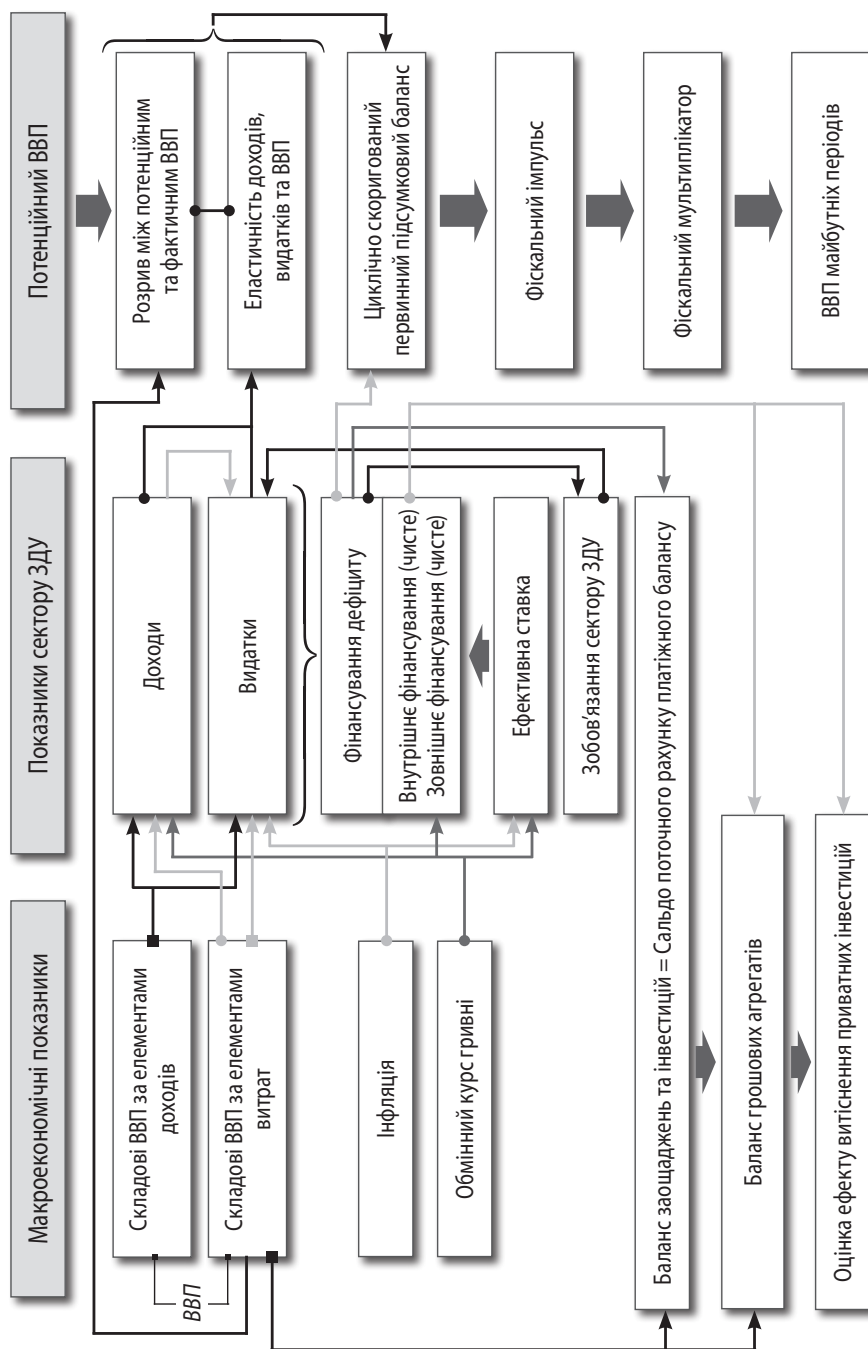 Макроекономічні показники
Показники сектору ЗДУ
Потенційний ВВП
ВВП
Складові ВВП за елементами
доходів
Складові ВВП за елементами
витрат
Інфляція
Обмінний курс гривні
Доходи
Видатки
Фінансування дефіциту
Внутрішнє фінансування (чисте)
Зовнішнє фінансування (чисте)
Ефективна ставка
Зобов'язання сектору ЗДУ
Розрив між потенційним
та фактичним ВВП
Еластичність доходів,
видатків та ВВП
Циклічно скоригований
первинний підсумковий баланс
Фіскальний імпульс
Фіскальний мультиплікатор
ВВП майбутніх періодів
Баланс заощаджень та інвестицій = Сальдо поточного рахунку платіжного балансу
Баланс грошових агрегатів
Оцінка ефекту витіснення приватних інвестицій